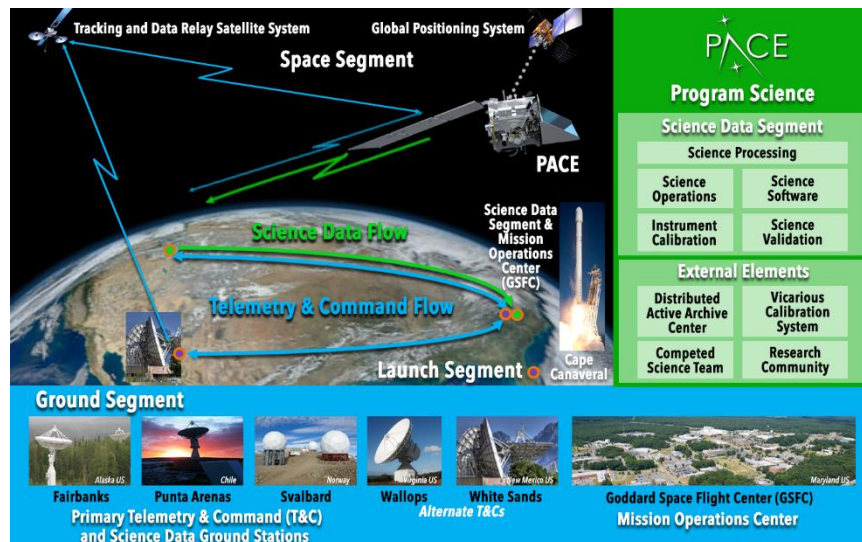 Tracking and Data Relay Satellite System
Global Positioning System
Space Segment
PACE
Science Data
Segment &
Mission
Operations
Center
(GSFC)
Science Data Flow
Telemetry & Command Flow
Launch Segment
Cape
Canaveral
PACE
Program Science
Science Data Segment
Science Processing
Science
Operations
Science
Software
Instrument
Calibration
Science
Validation
External Elements
Distributed
Active Archive
Center
Vicarious
Calibration
System
Competed
Science Team
Research
Community
Ground Segment
Alaska US
Chile
Norway
Virginia US
New Mexico US
Maryland US
Fairbanks
Punta Arenas
Svalbard
Wallops
White Sands
Goddard Space Flight Center (GSFC)
Primary Telemetry & Command (T&C)
and Science Data Ground Stations
Alternate T&Cs
Mission Operations Center